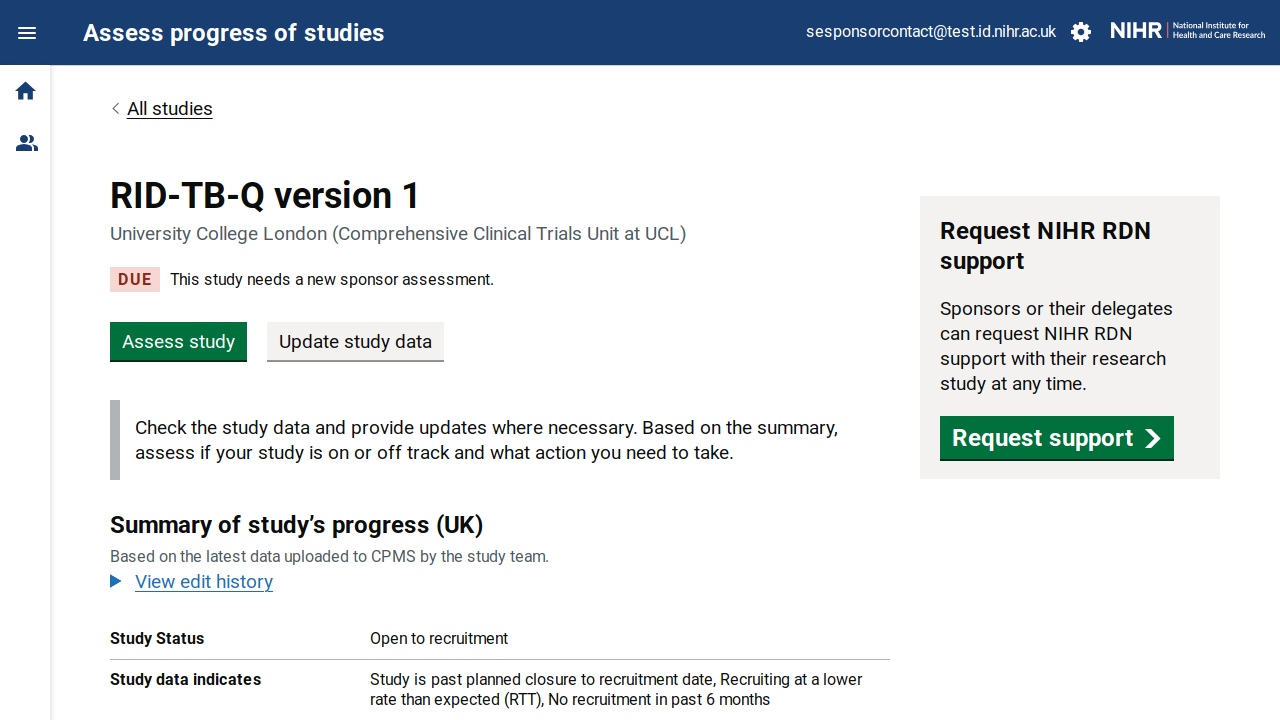 Assess progress of studies
sesponsorcontact@test.id.nihr.ac.uk
NIHR
National Institute for
Health and Care Research
All studies
RID-TB-Q version 1
University College London (Comprehensive Clinical Trials Unit at UCL)
DUE This study needs a new sponsor assessment.
Assess study
Update study data
Check the study data and provide updates where necessary. Based on the summary,
assess if your study is on or off track and what action you need to take.
Summary of study’s progress (UK)
Based on the latest data uploaded to CPMS by the study team.
View edit history
Study Status Open to recruitment
Study data indicates Study is past planned closure to recruitment date, Recruiting at a lower
rate than expected (RTT), No recruitment in past 6 months
Request NIHR RDN
support
Sponsors or their delegates
can request NIHR RDN
support with their research
study at any time.
Request support